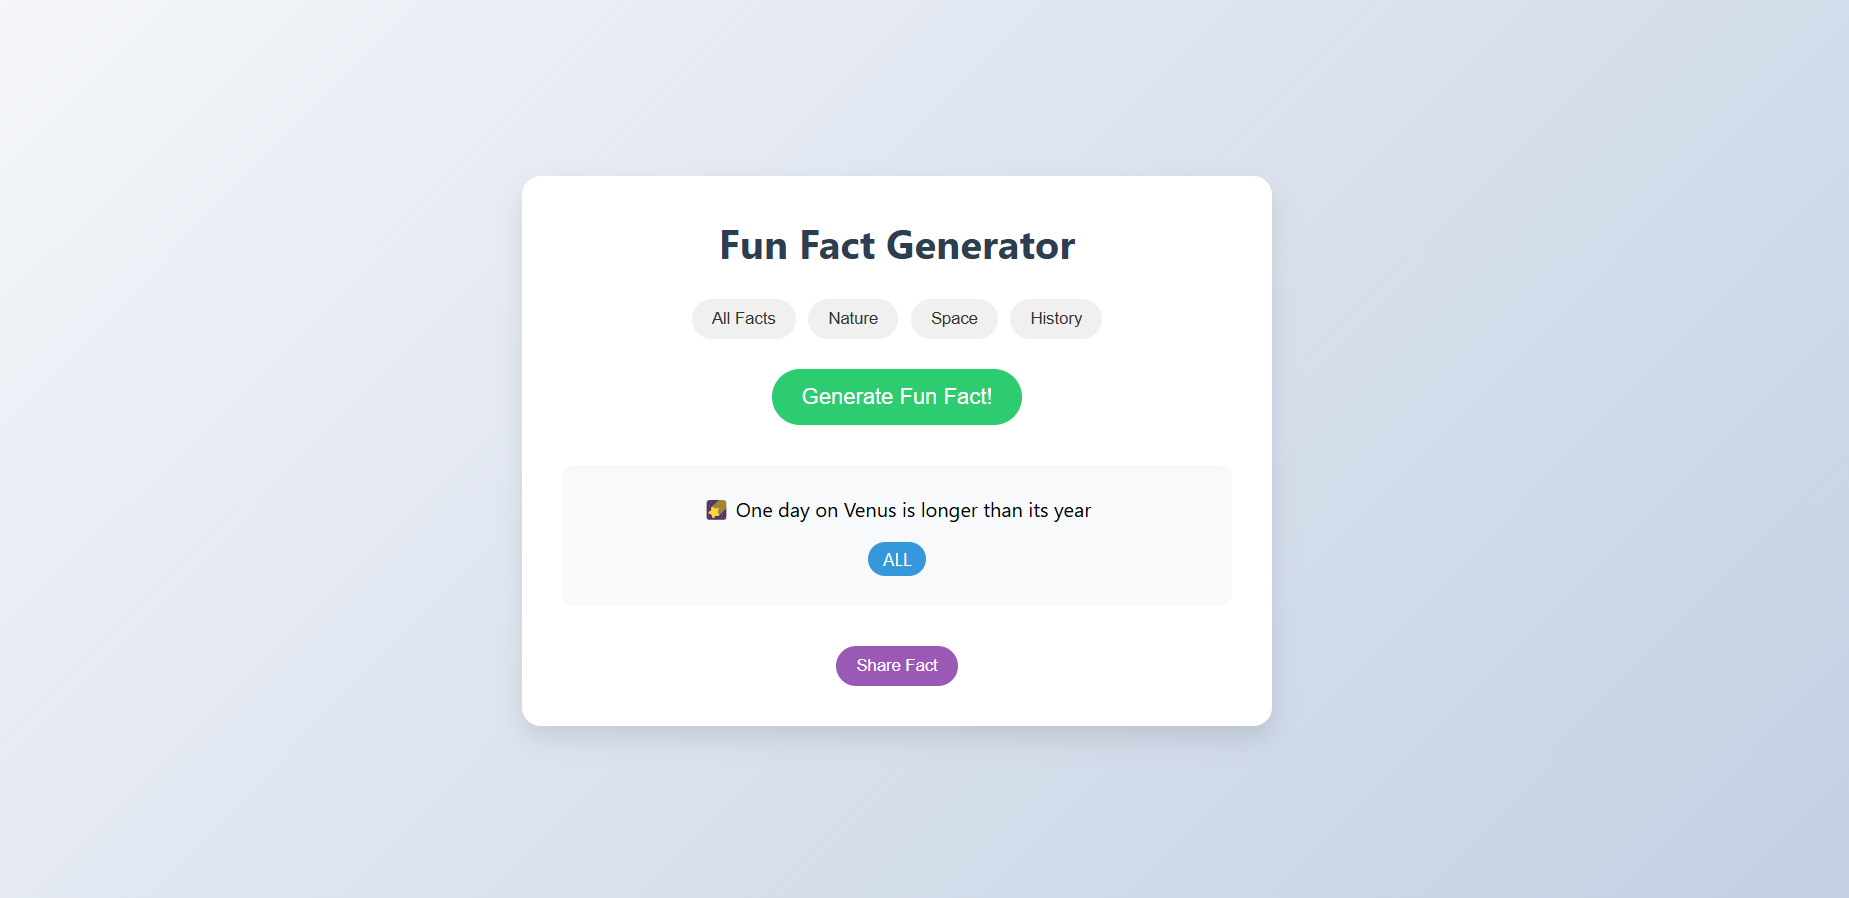 Fun Fact Generator
All Facts Nature Space History
Generate Fun Fact!
🌠 One day on Venus is longer than its year
ALL
Share Fact